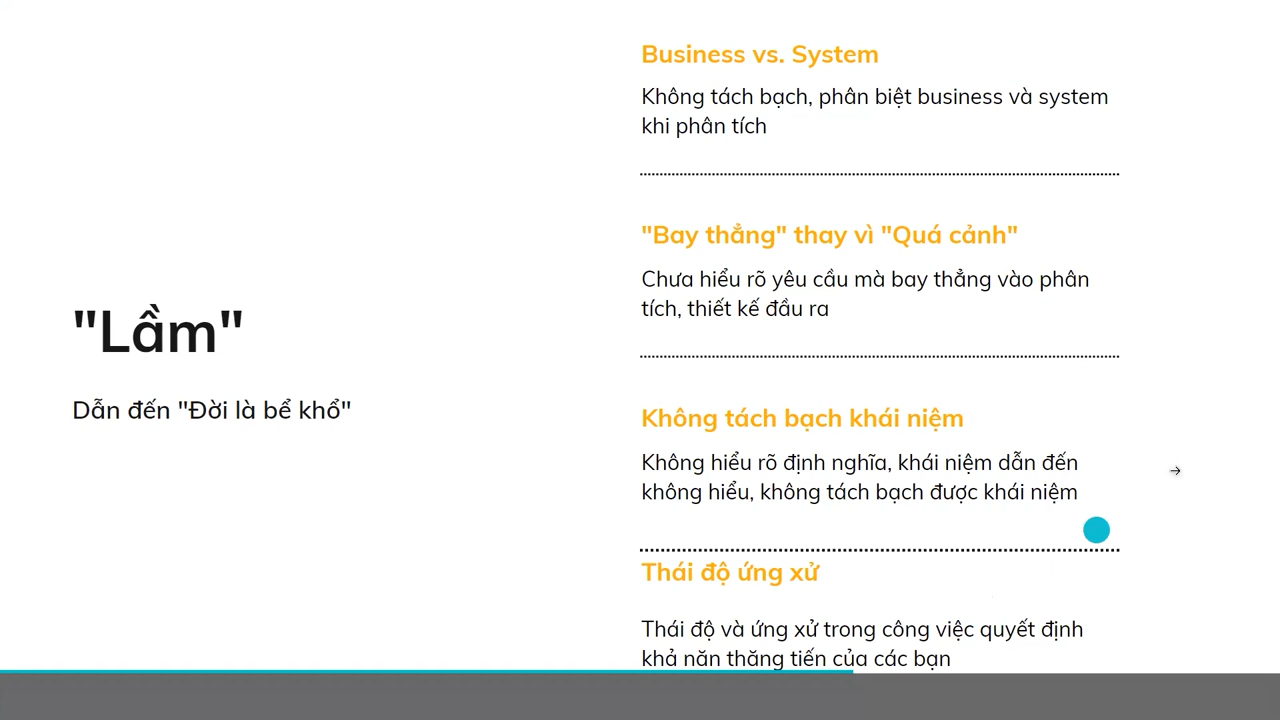 "Lầm"
Dẫn đến "Đời là bể khổ"
Business vs. System
Không tách bạch, phân biệt business và system
khi phân tích
"Bay thẳng" thay vì "Quá cảnh"
Chưa hiểu rõ yêu cầu mà bay thẳng vào phân
tích, thiết kế đầu ra
Không tách bạch khái niệm
Không hiểu rõ định nghĩa, khái niệm dẫn đến
không hiểu, không tách bạch được khái niệm
Thái độ ứng xử
Thái độ và ứng xử trong công việc quyết định
khả năn thăng tiến của các bạn